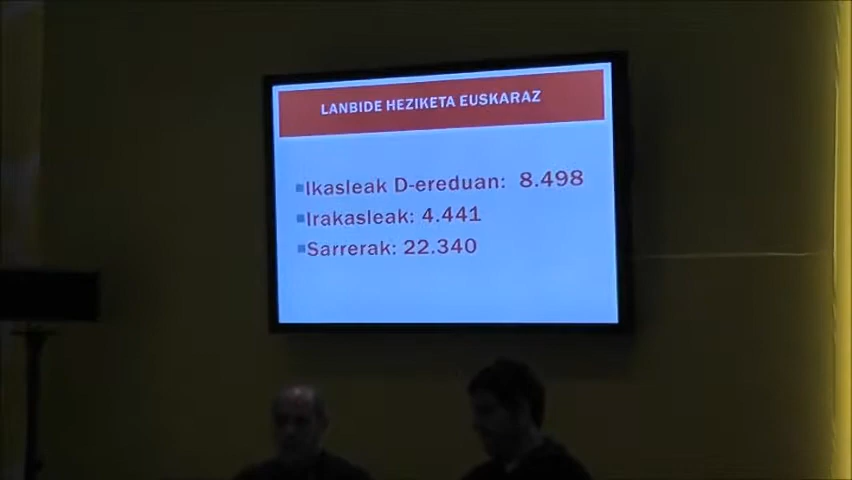 LANBIDE HEZIKETA EUSKARAZ
Ikasleak D-ereduan: 8.498
Irakasleak: 4.441
Sarrerak: 22.340